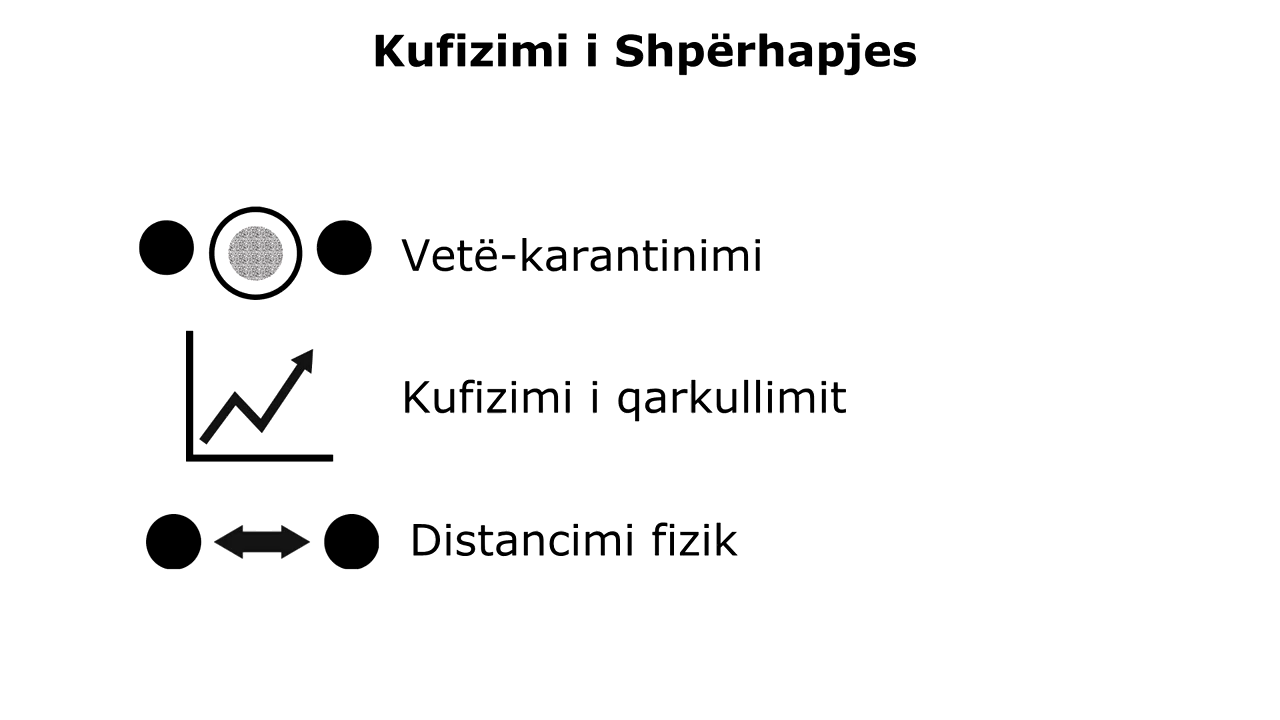 Kufizimi i Shpërhapjes
Vetë-karantinimi
Kufizimi i qarkullimit
Distancimi fizik